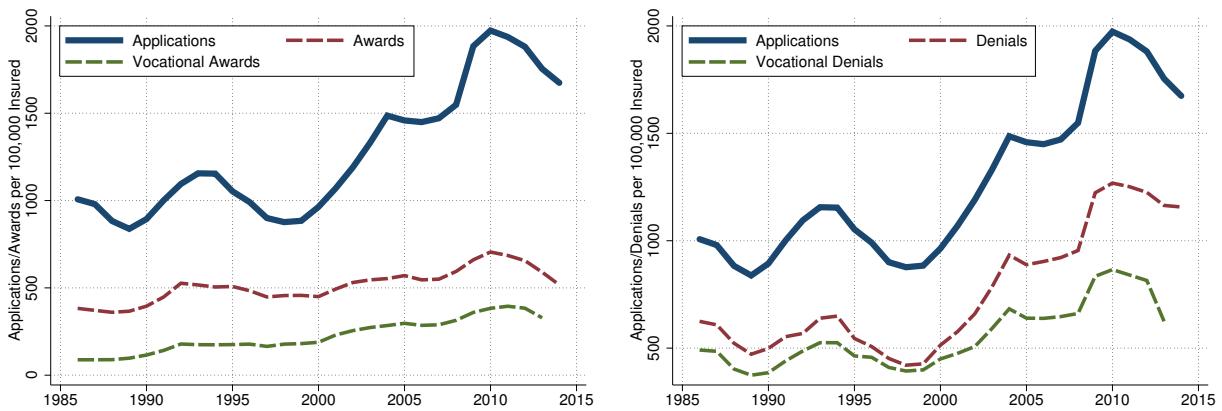 Applications/Awards per 100,000 Insured
2000
1500
1000
500
0
Applications
Awards
Vocational Awards
1985 1990 1995 2000 2005 2010 2015
Applications/Denials per 100,000 Insured
2000
1500
1000
500
Applications
Denials
Vocational Denials
1985 1990 1995 2000 2005 2010 2015